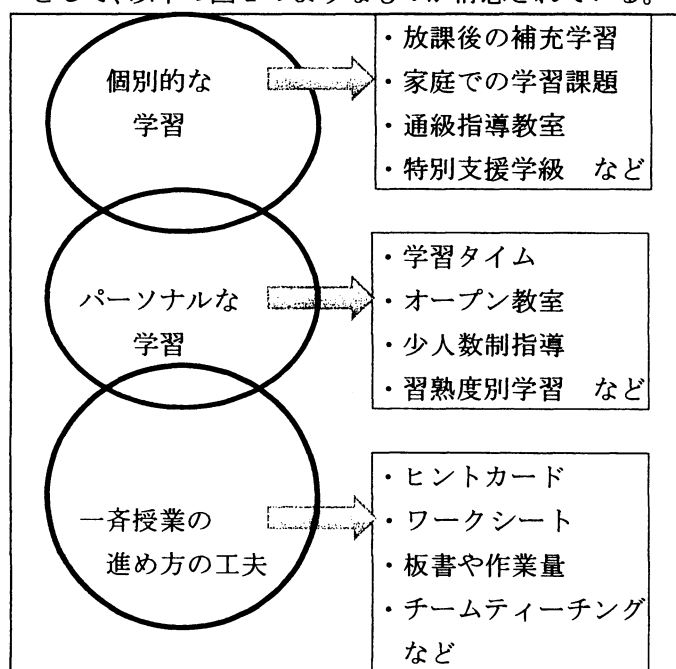 個別的な
学習
・放課後の補充学習
・家庭での学習課題
・通級指導教室
・特別支援学級 など
パーソナルな
学習
・学習タイム
・オープン教室
・少人数制指導
・習熟度別学習 など
一斉授業の
進め方の工夫
・ヒントカード
・ワークシート
・板書や作業量
・チームティーチング
など